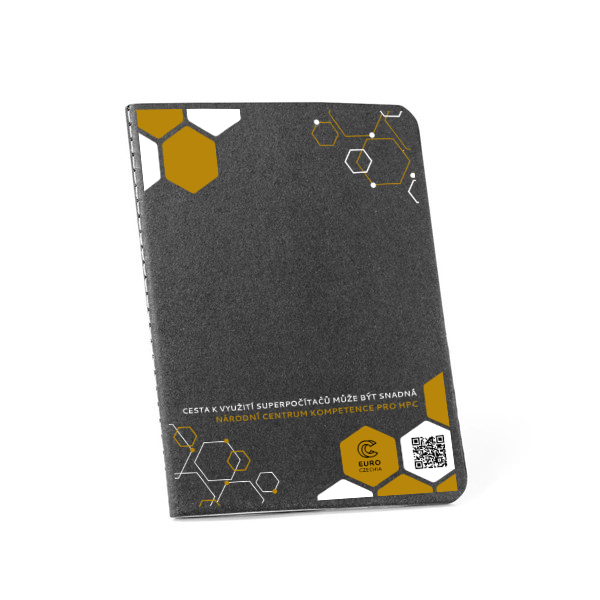 CESTA K VYUŽITÍ SUPERPOČÍTAČŮ MŮŽE BÝT SNADNÁ
NÁRODNÍ CENTRUM KOMPETENCE PRO HPC
EURO
CZECHIA